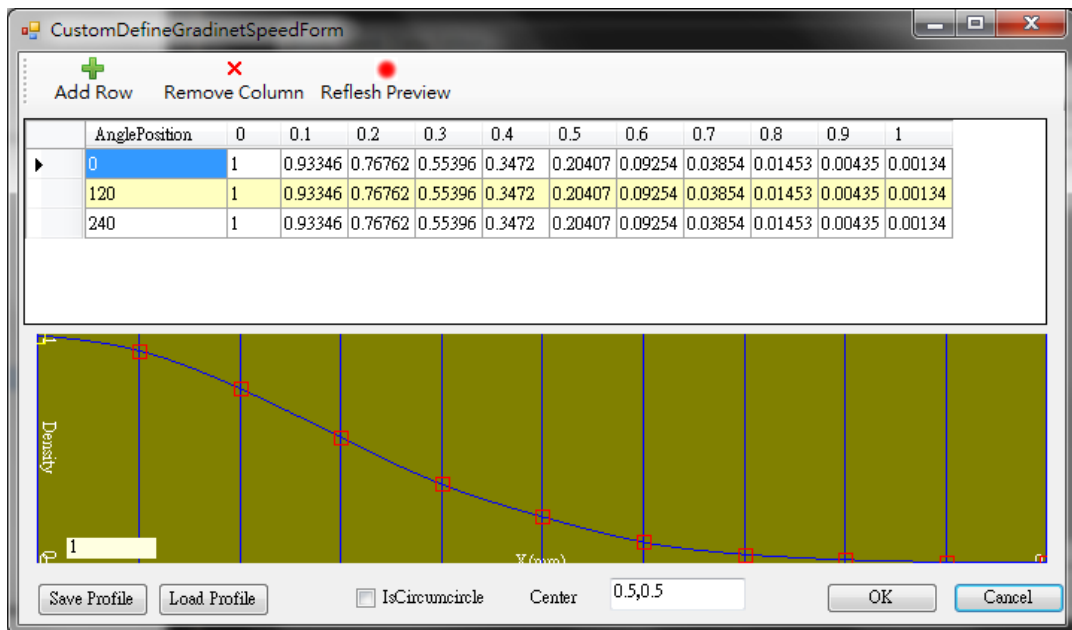 CustomDefineGradinetSpeedForm
Add Row Remove Column Reflesh Preview
AnglePosition 0 0.1 0.2 0.3 0.4 0.5 0.6 0.7 0.8 0.9 1
0 1 0.93346 0.76762 0.55396 0.3472 0.20407 0.09254 0.03854 0.01453 0.00435 0.00134
120 1 0.93346 0.76762 0.55396 0.3472 0.20407 0.09254 0.03854 0.01453 0.00435 0.00134
240 1 0.93346 0.76762 0.55396 0.3472 0.20407 0.09254 0.03854 0.01453 0.00435 0.00134
1
Density
0
1
X (mm)
Save Profile Load Profile IsCircumcircle Center 0.5,0.5 OK Cancel